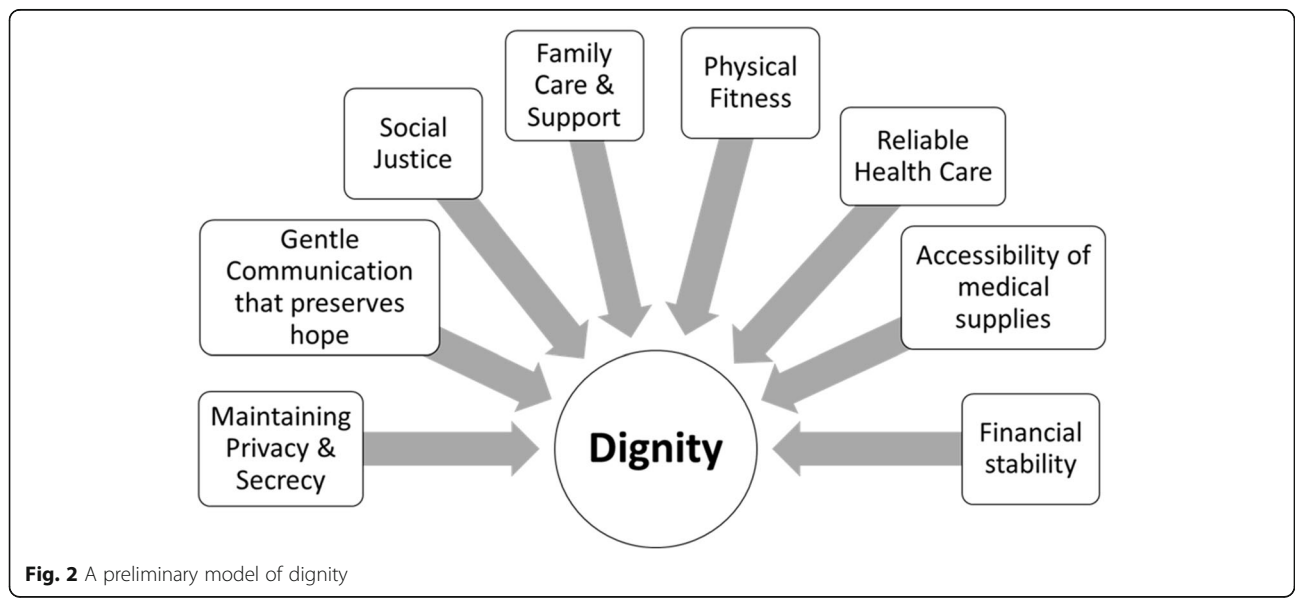 Family
Care &
Support
Physical
Fitness
Social
Justice
Reliable
Health Care
Gentle
Communication
that preserves
hope
Accessibility of
medical
supplies
Maintaining
Privacy &
Secrecy
Dignity
Financial
stability
Fig. 2 A preliminary model of dignity